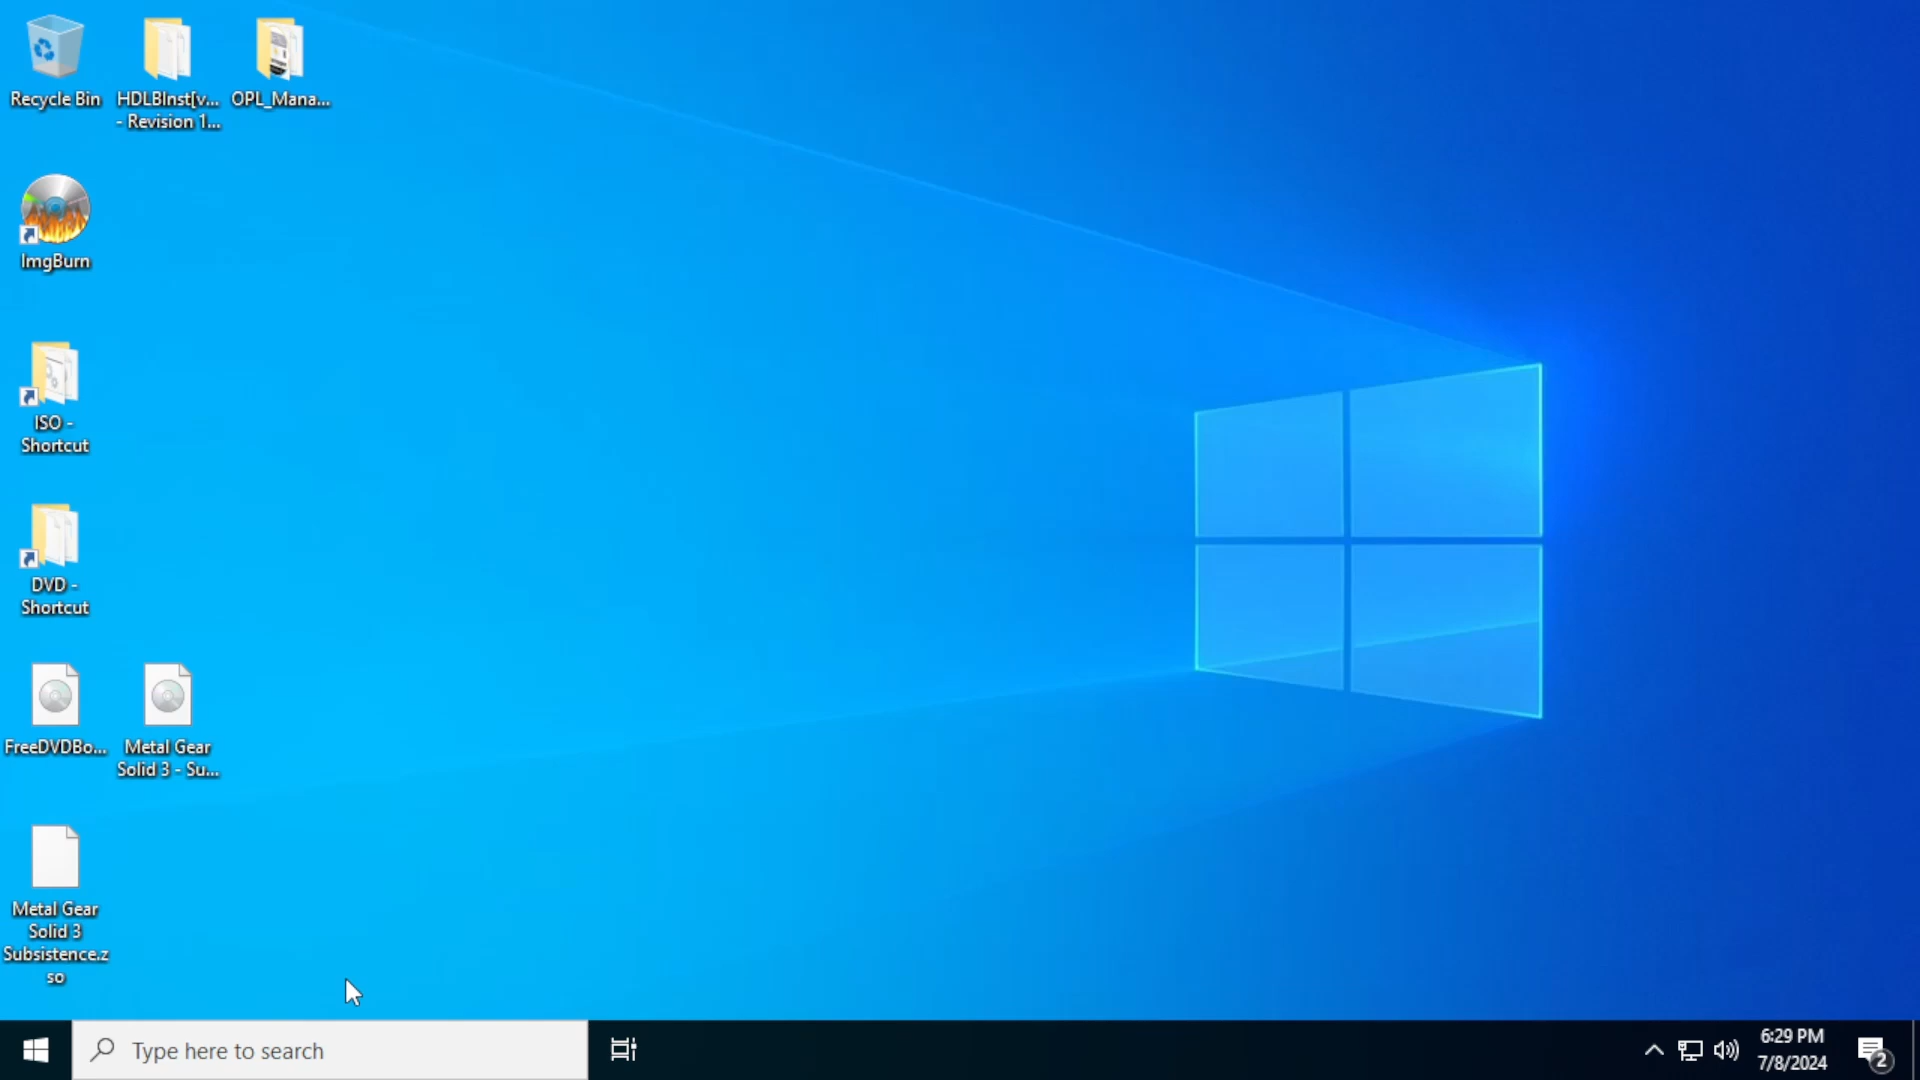 Recycle Bin
HDLBInst[v...
- Revision 1...
OPL_Mana...
ImgBurn
ISO -
Shortcut
DVD -
Shortcut
FreeDVDBo...
Metal Gear
Solid 3 - Su...
Metal Gear
Solid 3
Subsistence.z
so
Type here to search
6:29 PM
7/8/2024
2